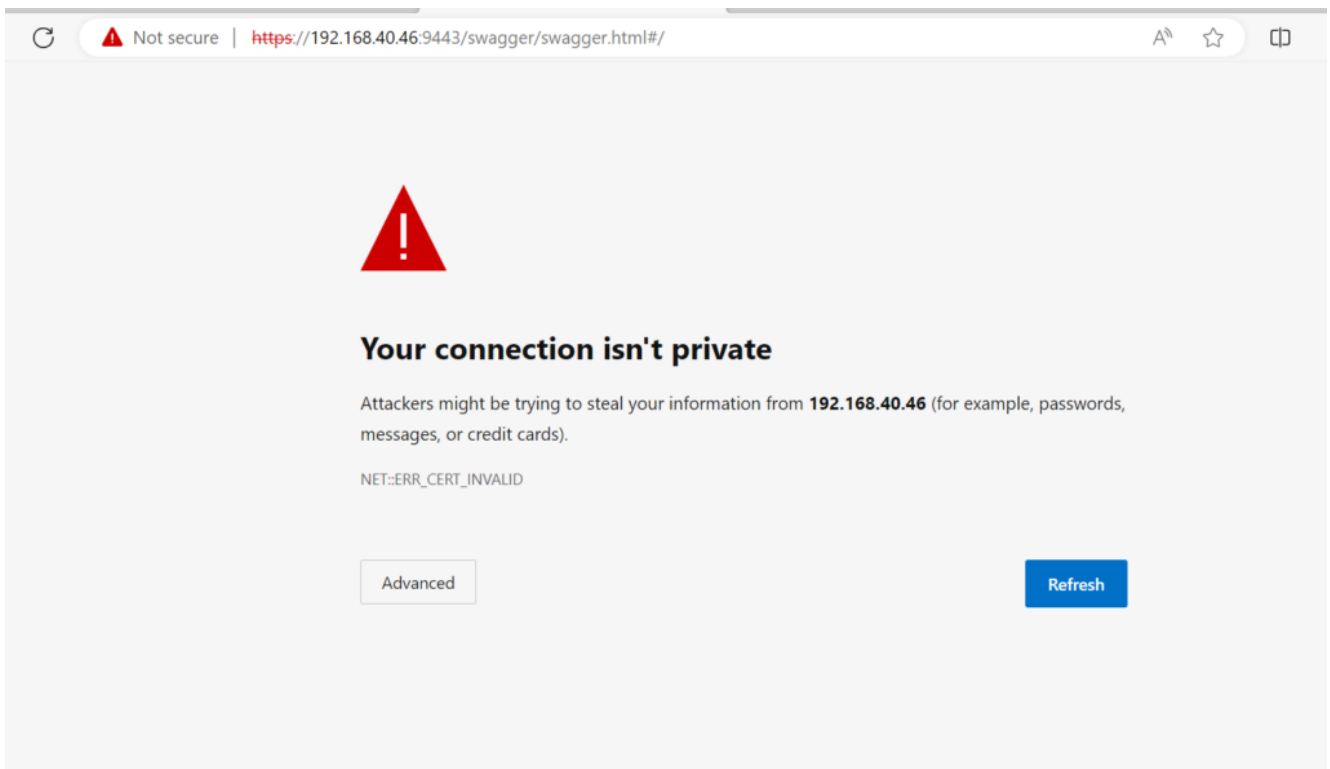 Not secure | https://192.168.40.46:9443/swagger/swagger.html#/ A»
!
Your connection isn't private
Attackers might be trying to steal your information from 192.168.40.46 (for example, passwords,
messages, or credit cards).
NET::ERR_CERT_INVALID
Advanced Refresh